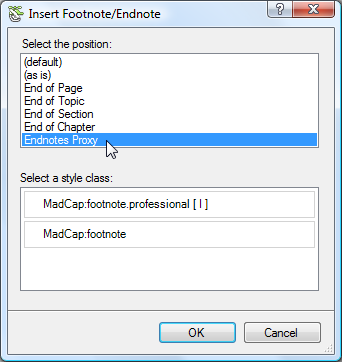 Insert Footnote/Endnote
Select the position:
(default)
(as is)
End of Page
End of Topic
End of Section
End of Chapter
Endnotes Proxy
Select a style class:
MadCap:footnote.professional [ I ]
MadCap:footnote
OK
Cancel